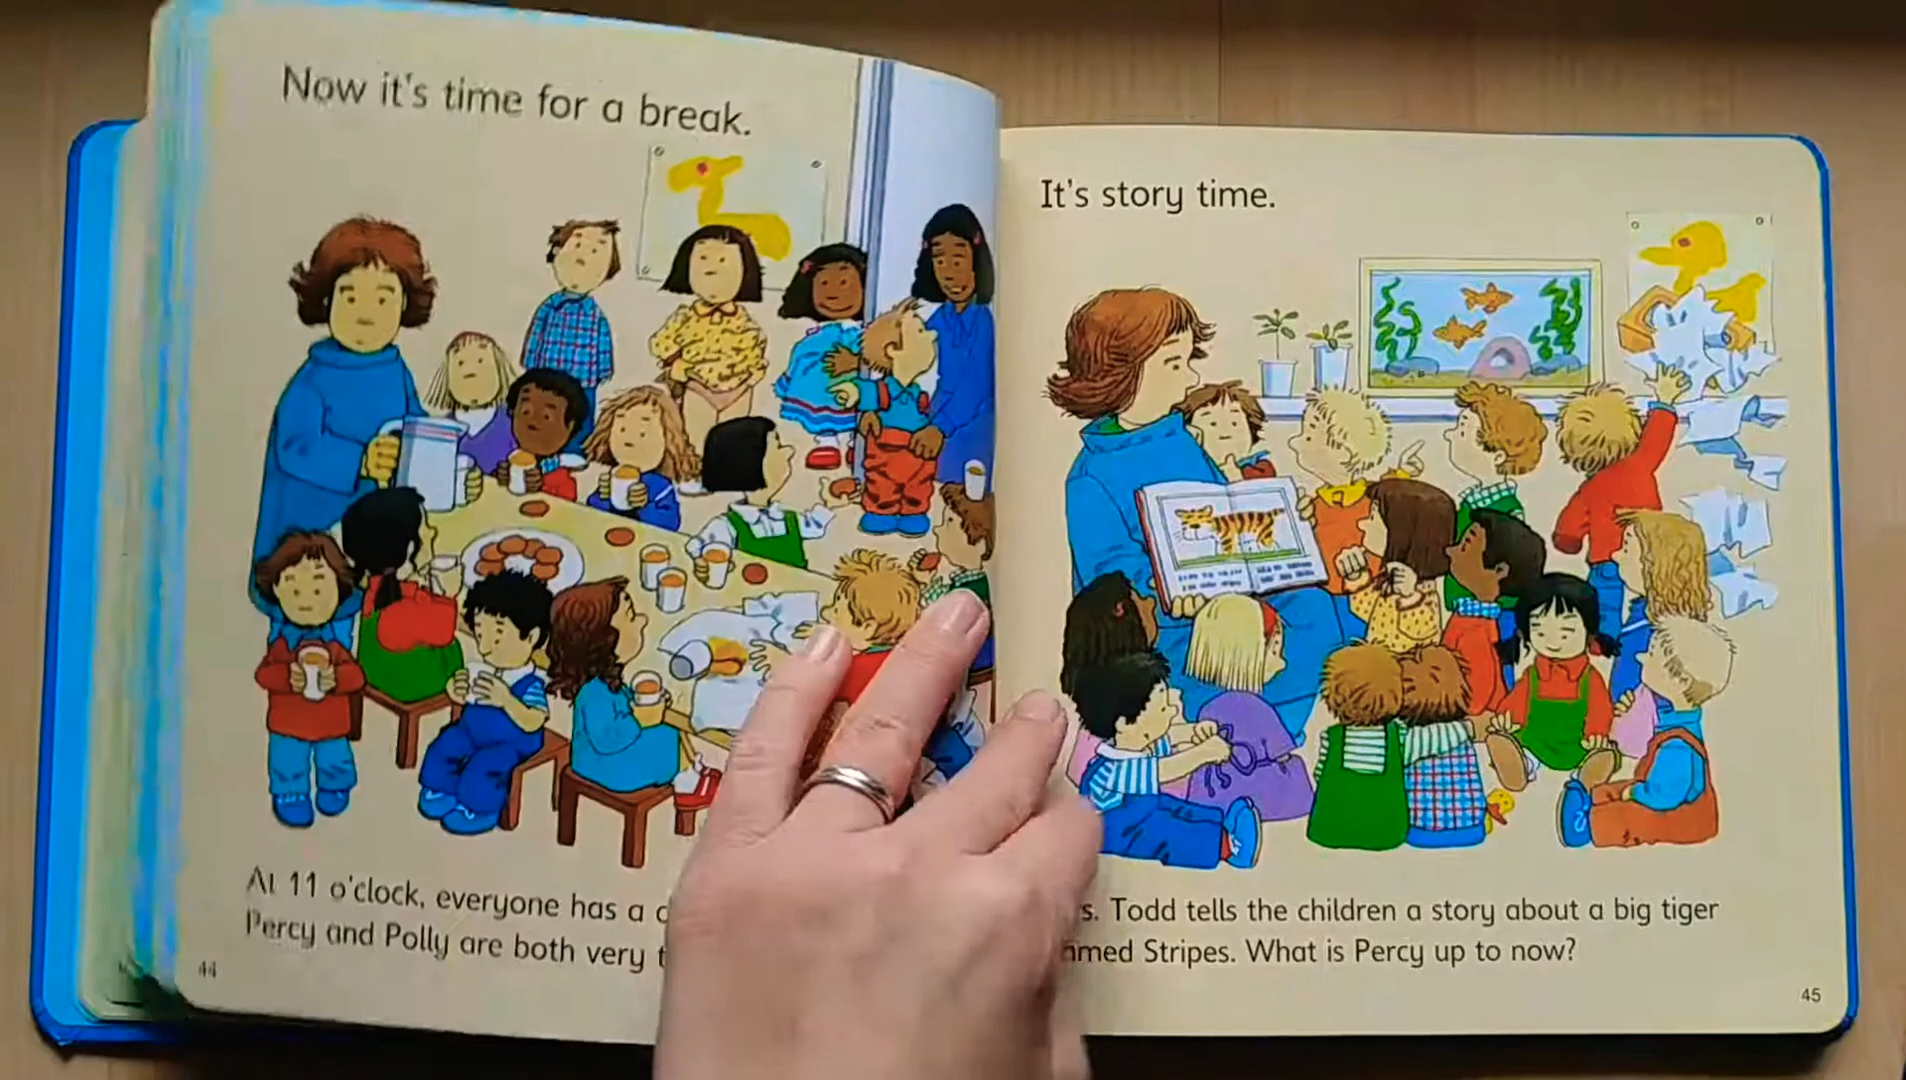 Now it's time for a break.
At 11 o'clock, everyone has a
Percy and Polly are both very
44
It's story time.
s. Todd tells the children a story about a big tiger
amed Stripes. What is Percy up to now?
45